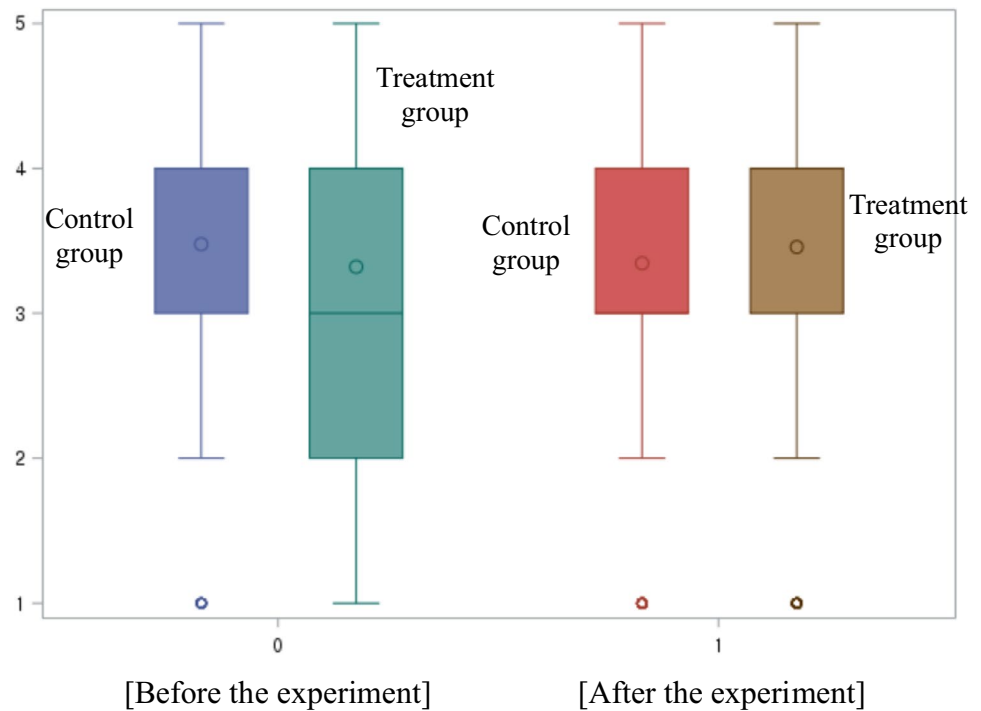 5
Treatment
group
4
Control
group
Control
group
Treatment
group
3
2
1
0
1
[Before the experiment]
[After the experiment]